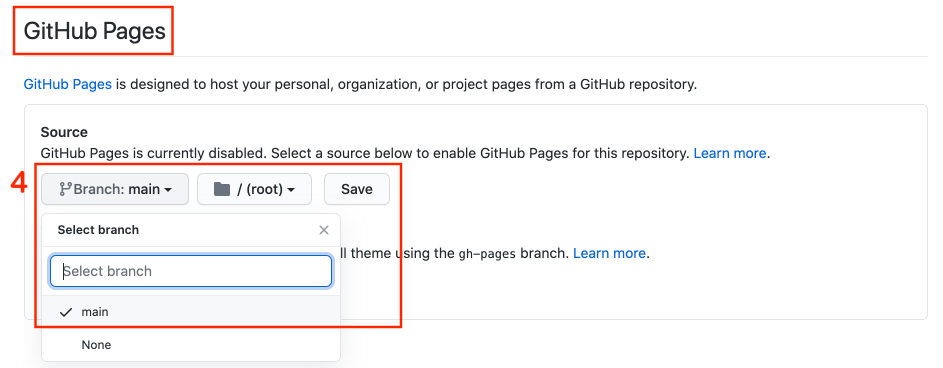 GitHub Pages
GitHub Pages is designed to host your personal, organization, or project pages from a GitHub repository.
Source
GitHub Pages is currently disabled. Select a source below to enable GitHub Pages for this repository. Learn more.
4
Branch: main / (root) Save
Select branch
ll theme using the gh-pages branch. Learn more.
Select branch
main
None